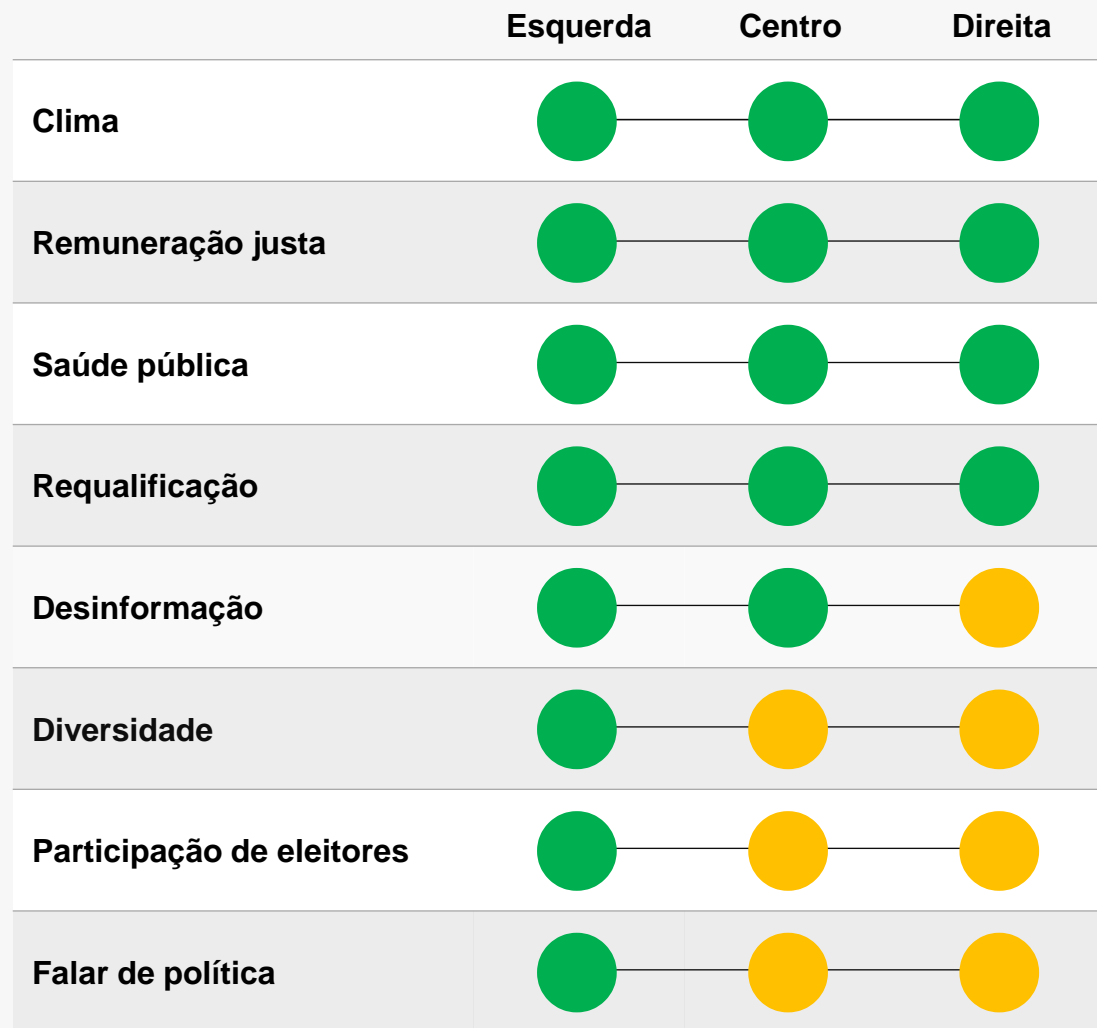 Esquerda Centro Direita
Clima
Remuneração justa
Saúde pública
Requalificação
Desinformação
Diversidade
Participação de eleitores
Falar de política